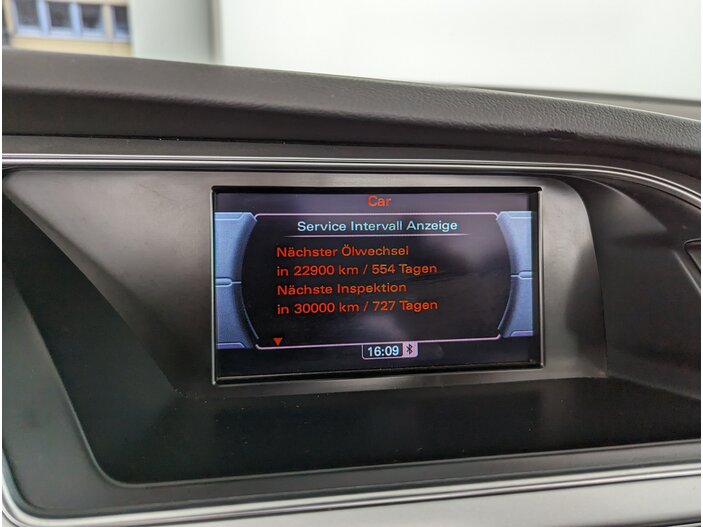 Car
Service Intervall Anzeige
Nächster Ölwechsel
in 22900 km / 554 Tagen
Nächste Inspektion
in 30000 km / 727 Tagen
16:09